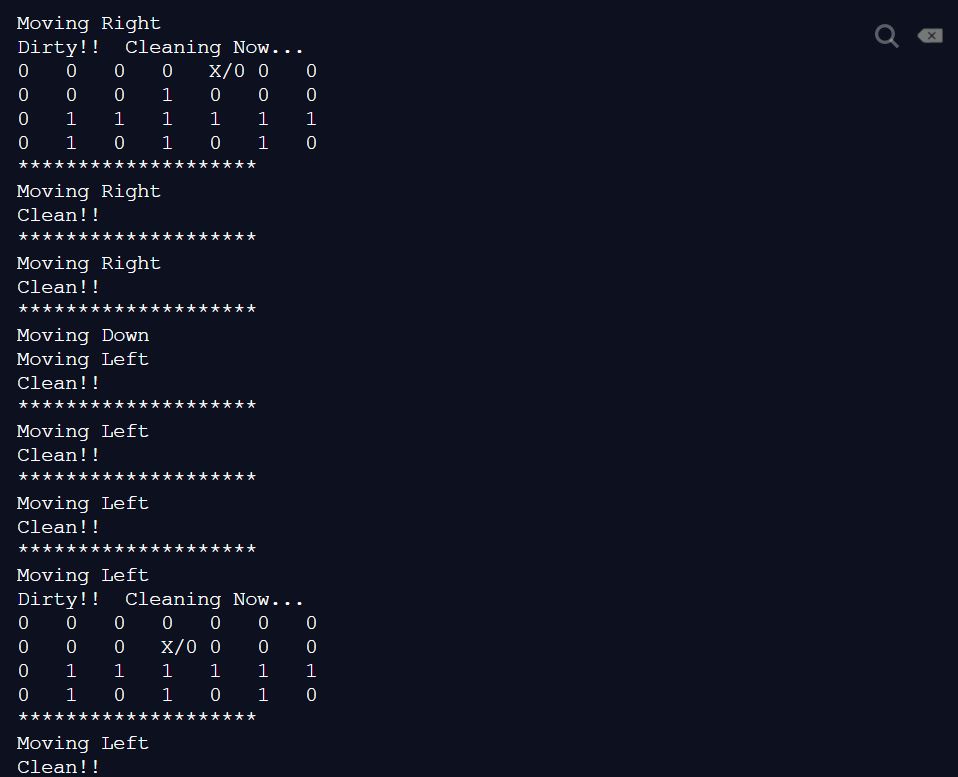 Moving Right
Dirty!!  Cleaning Now...
0   0   0   0   X/0 0   0
0   0   0   1   0   0   0
0   1   1   1   1   1   1
0   1   0   1   0   1   0
********************
Moving Right
Clean!!
********************
Moving Right
Clean!!
********************
Moving Down
Moving Left
Clean!!
********************
Moving Left
Clean!!
********************
Moving Left
Clean!!
********************
Moving Left
Dirty!!  Cleaning Now...
0   0   0   0   0   0   0
0   0   0   X/0 0   0   0
0   1   1   1   1   1   1
0   1   0   1   0   1   0
********************
Moving Left
Clean!!